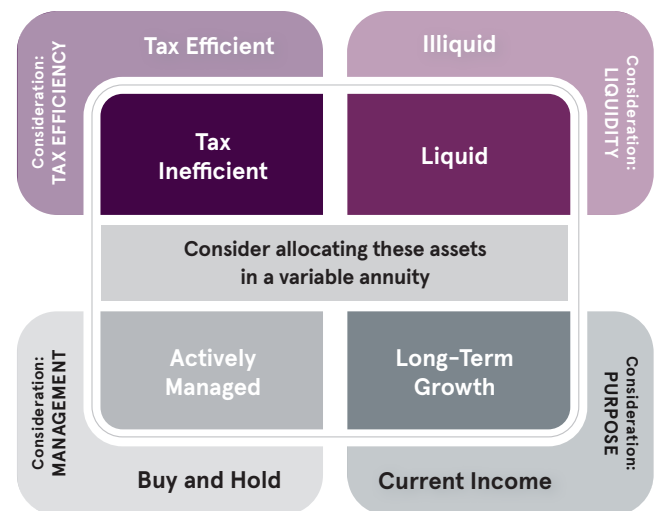 Consideration:
TAX EFFICIENCY
Tax Efficient
Illiquid
Consideration:
LIQUIDITY
Tax
Inefficient
Liquid
Consider allocating these assets
in a variable annuity
Consideration:
MANAGEMENT
Actively
Managed
Long-Term
Growth
Consideration:
PURPOSE
Buy and Hold
Current Income